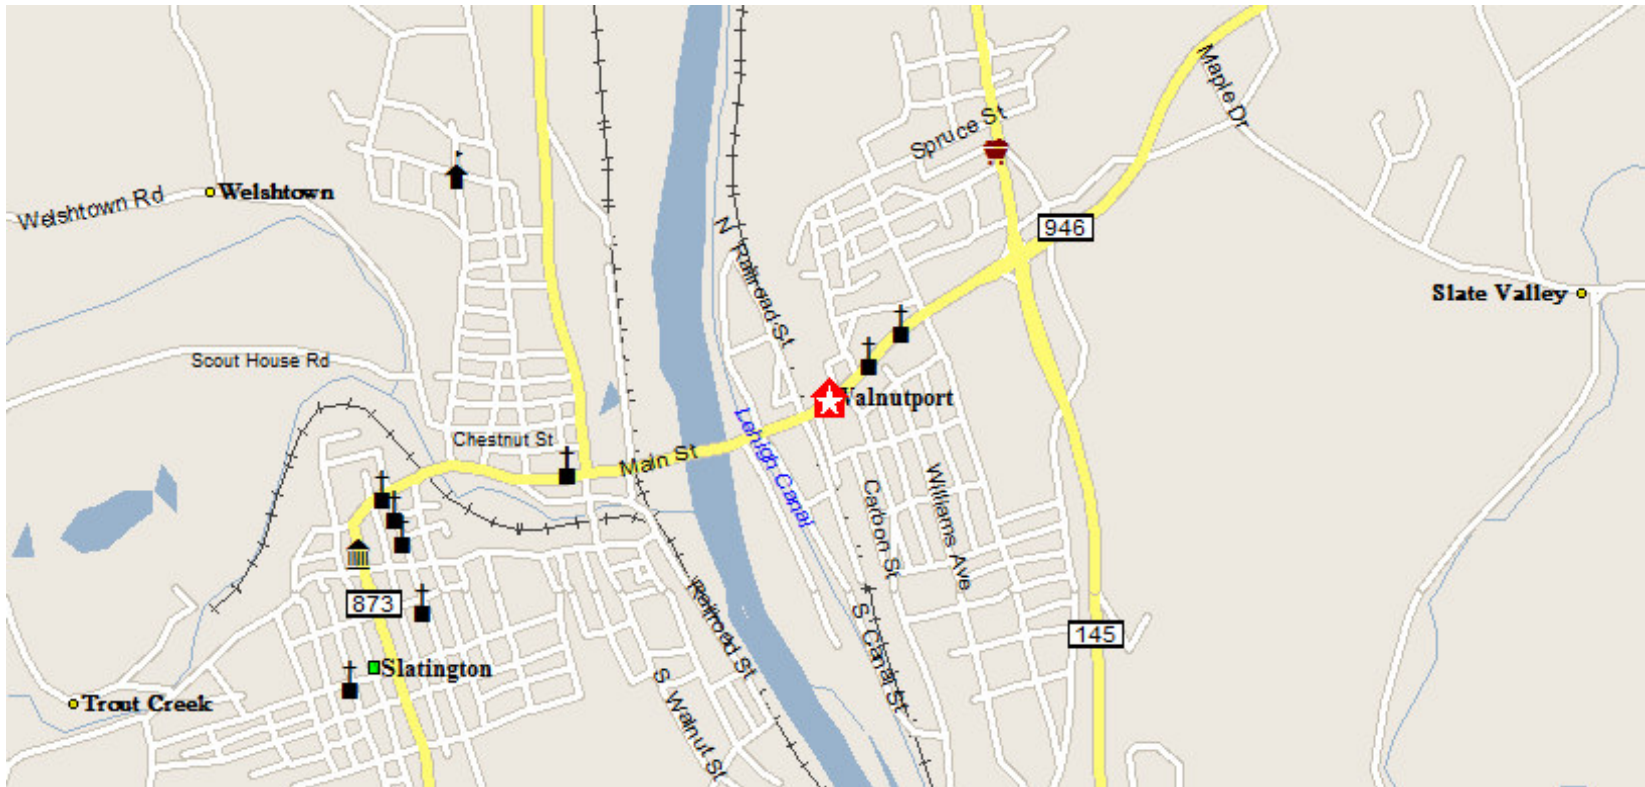 Maple Dr
Spruce St
Welshtown
Welshtown Rd
946
N Railroad St
Slate Valley
Scout House Rd
Walnutport
Chestnut St
Main St
Lehigh Canal
Carbon St
Williams Ave
873
Railroad St
S Canal St
145
Slatington
S Walnut St
Trout Creek